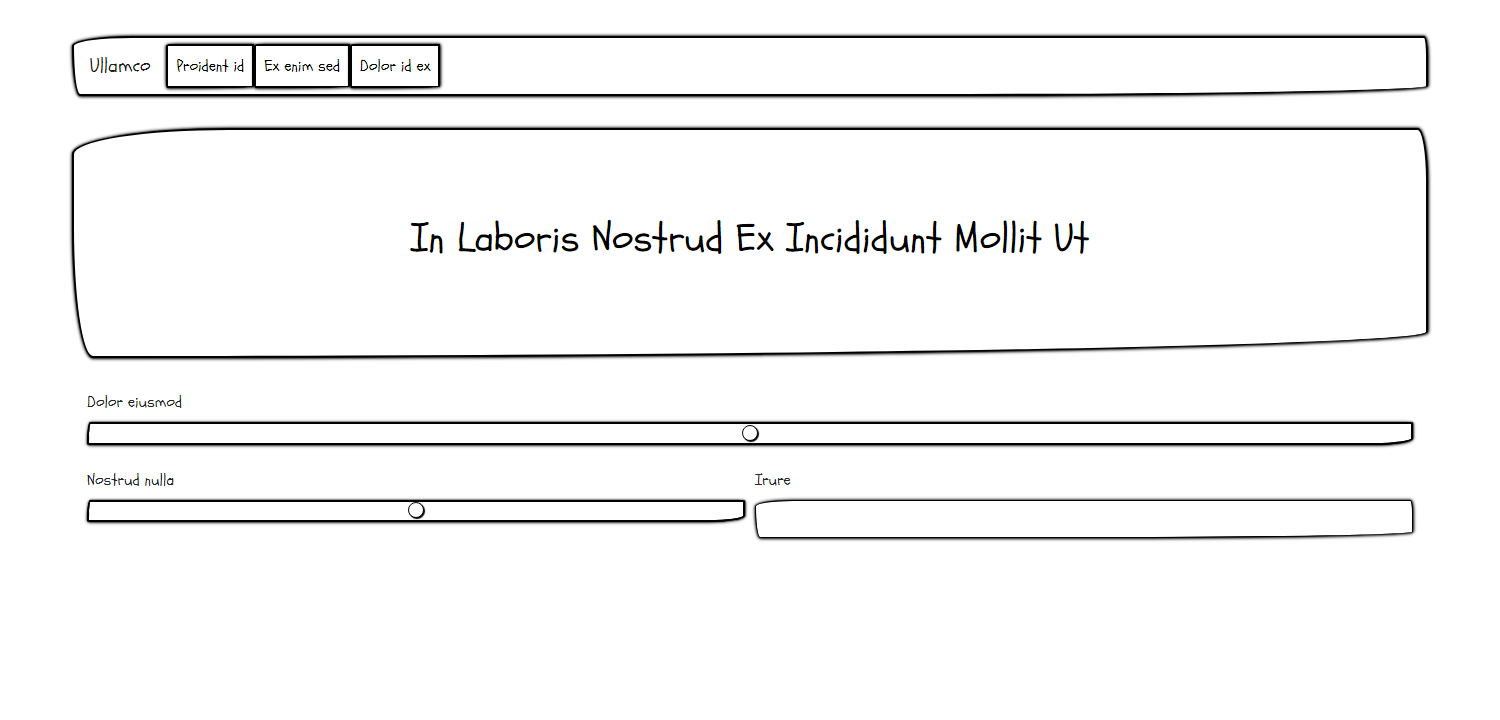 Ullamco Proident id Ex enim sed Dolor id ex
In Laboris Nostrud Ex Incididunt Mollit Ut
Dolor eiusmod
Nostrud nulla Irure